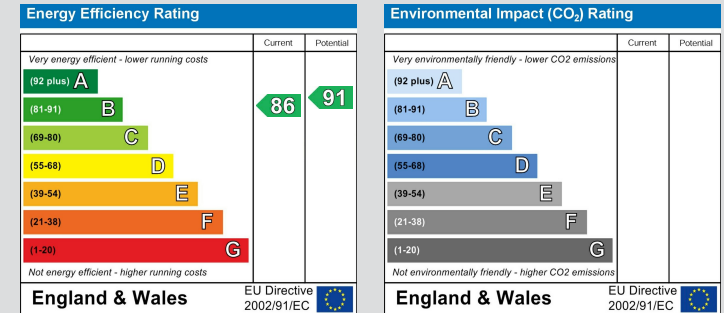 Energy Efficiency Rating
Current Potential
Very energy efficient - lower running costs
(92 plus) A
(81-91) B
86
91
(69-80) C
(55-68) D
(39-54) E
(21-38) F
(1-20) G
Not energy efficient - higher running costs
England & Wales
EU Directive
2002/91/EC
Environmental Impact (CO2) Rating
Current Potential
Very environmentally friendly - lower CO2 emissions
(92 plus) A
(81-91) B
(69-80) C
(55-68) D
(39-54) E
(21-38) F
(1-20) G
Not environmentally friendly - higher CO2 emissions
England & Wales
EU Directive
2002/91/EC